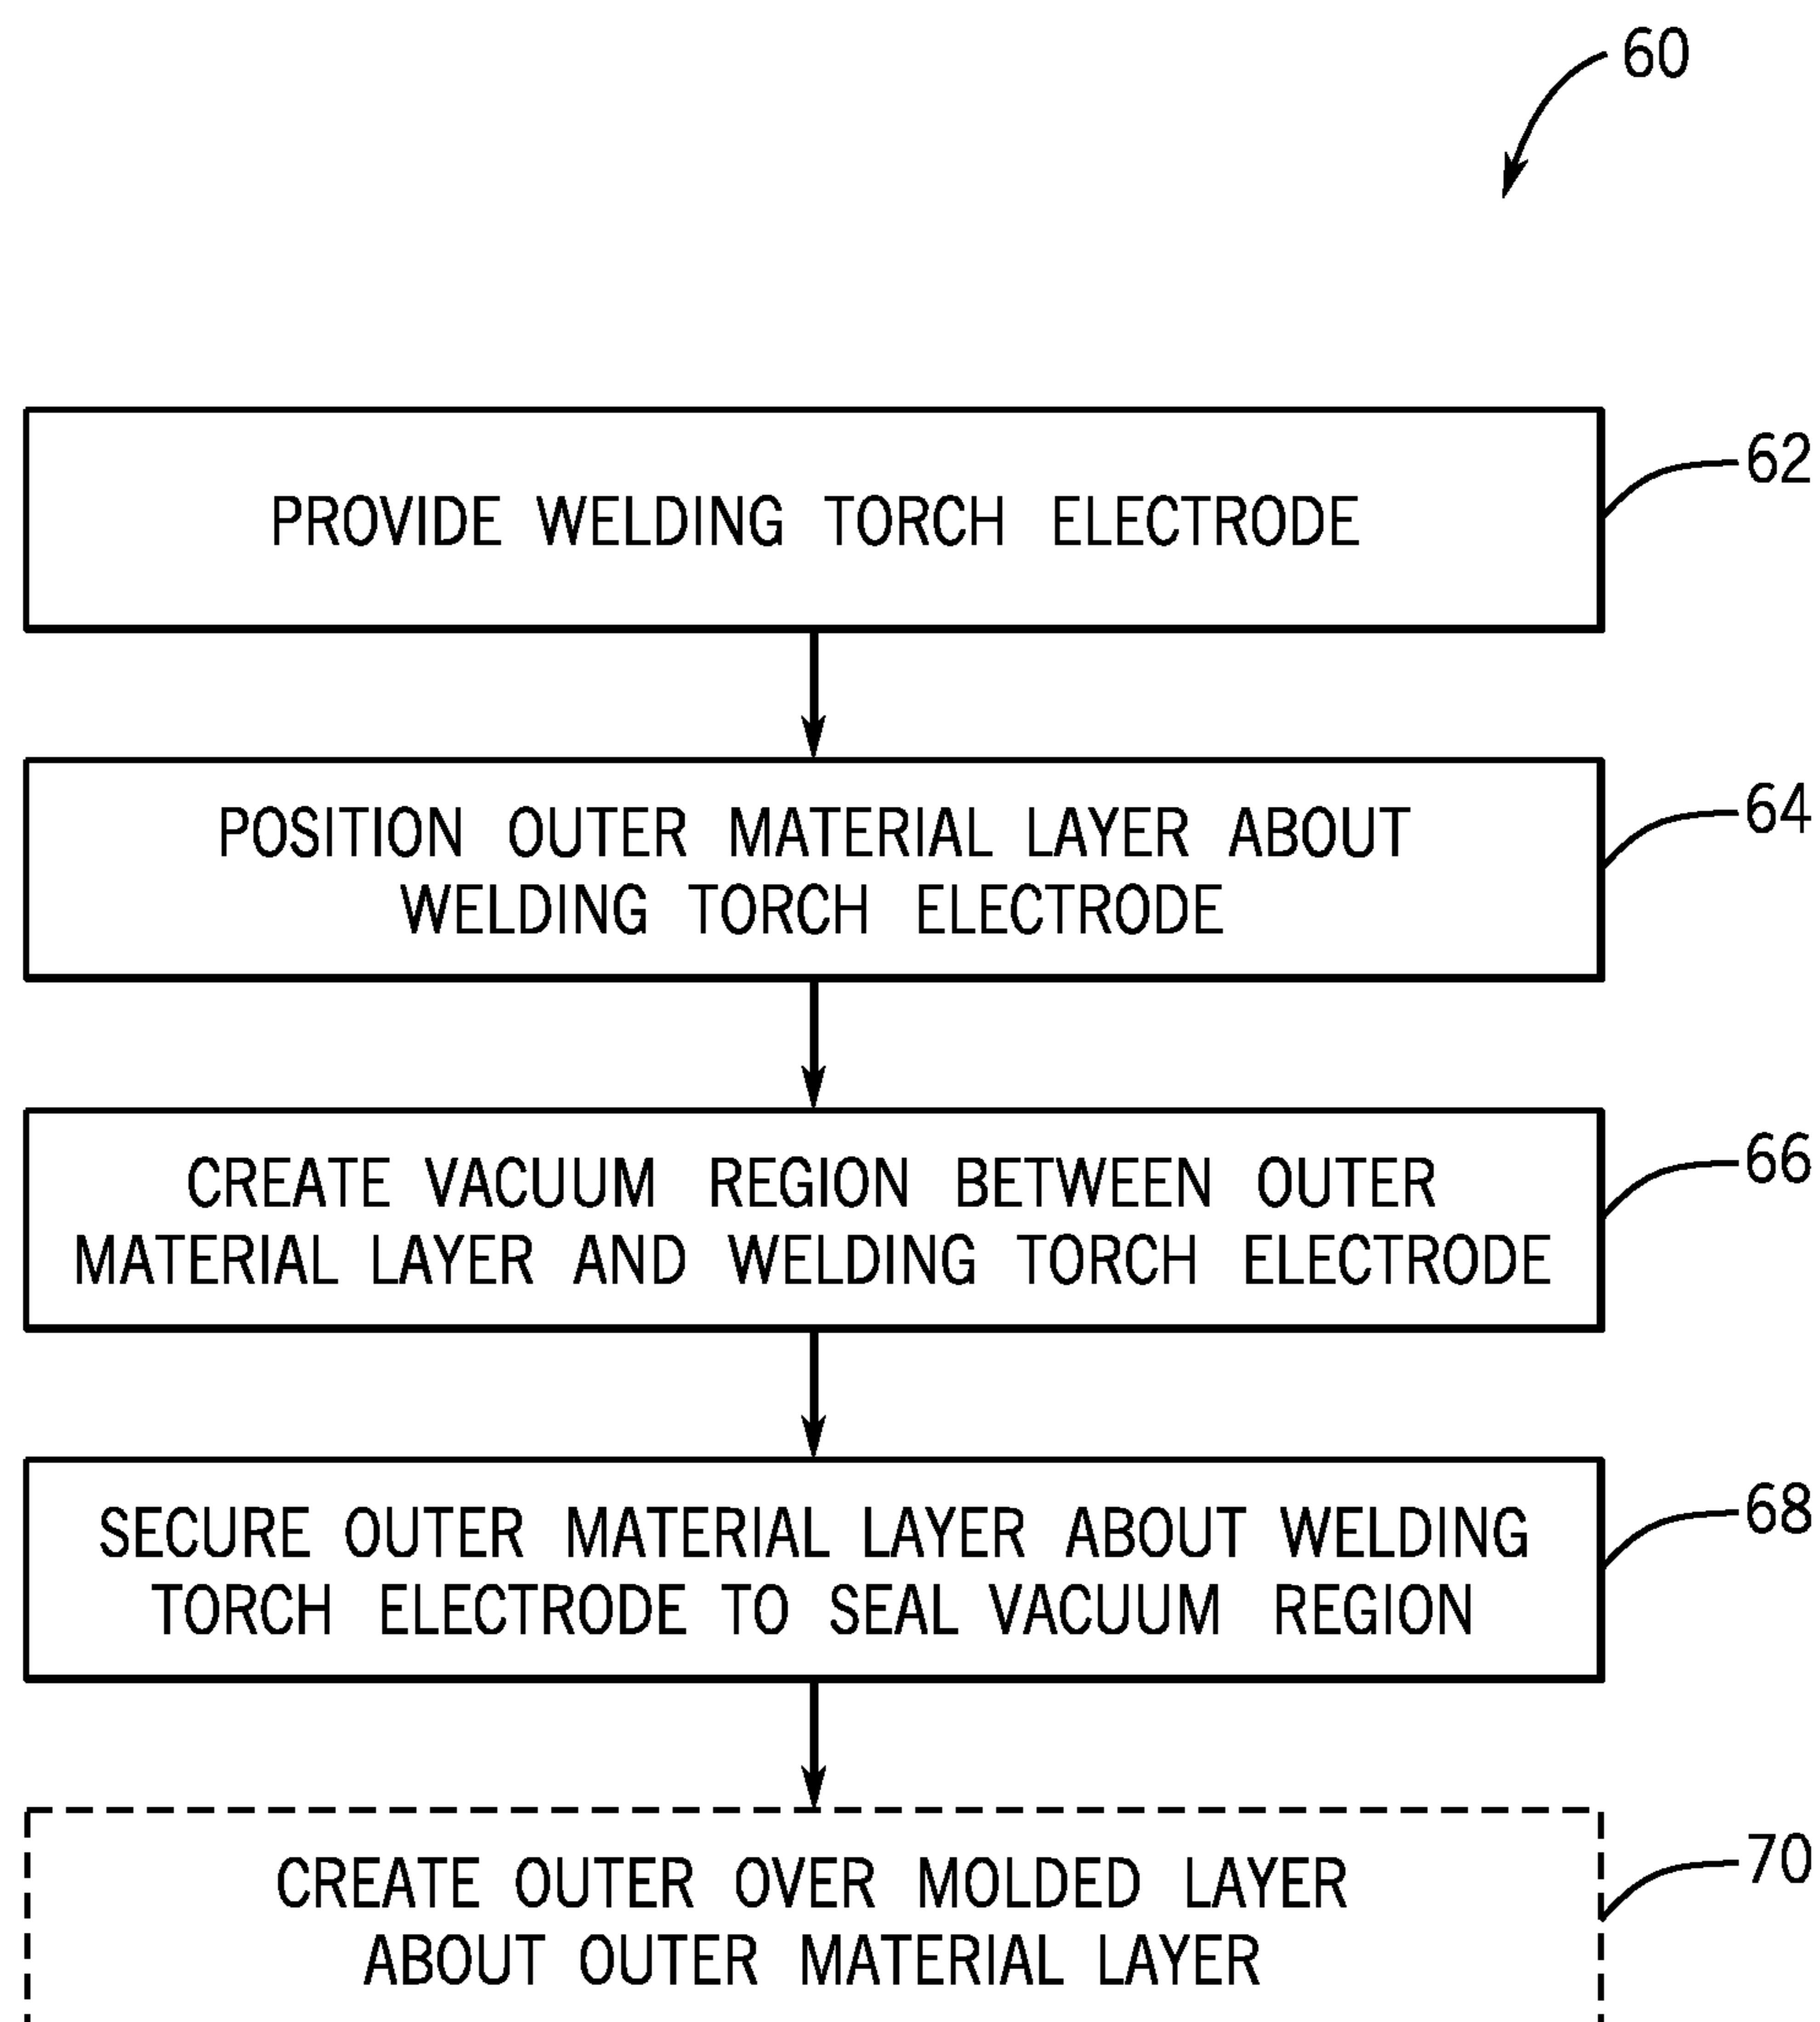 60
PROVIDE WELDING TORCH ELECTRODE
62
POSITION OUTER MATERIAL LAYER ABOUT
WELDING TORCH ELECTRODE
64
CREATE VACUUM REGION BETWEEN OUTER
MATERIAL LAYER AND WELDING TORCH ELECTRODE
66
SECURE OUTER MATERIAL LAYER ABOUT WELDING
TORCH ELECTRODE TO SEAL VACUUM REGION
68
CREATE OUTER OVER MOLDED LAYER
ABOUT OUTER MATERIAL LAYER
70